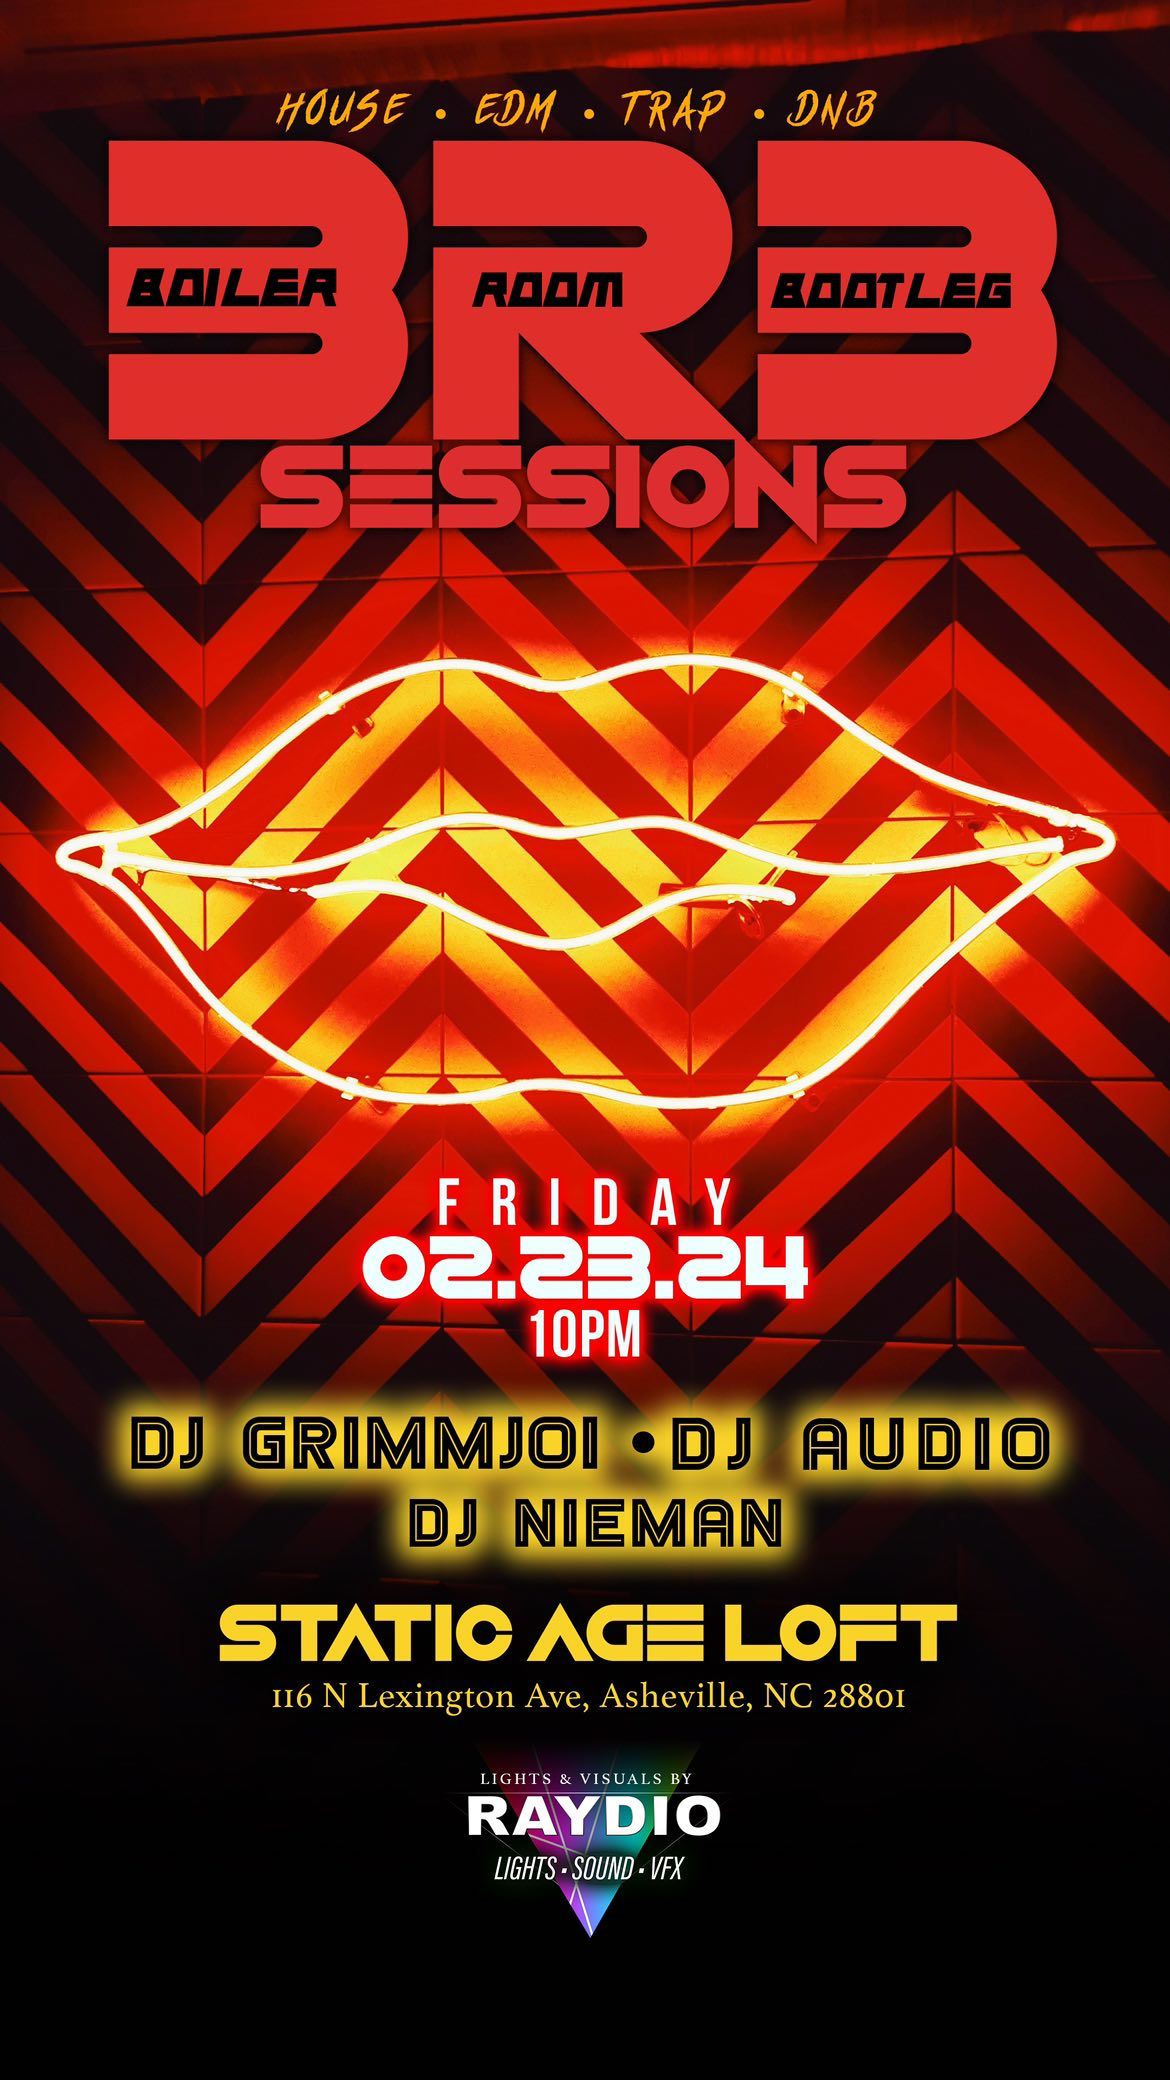 HOUSE • EDM • TRAP • DNB
BRB
BOILER ROOM BOOTLEG
SESSIONS
FRIDAY
02.23.24
10PM
DJ GRIMMJOI • DJ AUDIO
DJ NIEMAN
STATIC AGE LOFT
116 N Lexington Ave, Asheville, NC 28801
LIGHTS & VISUALS BY
RAYDIO
LIGHTS • SOUND • VFX